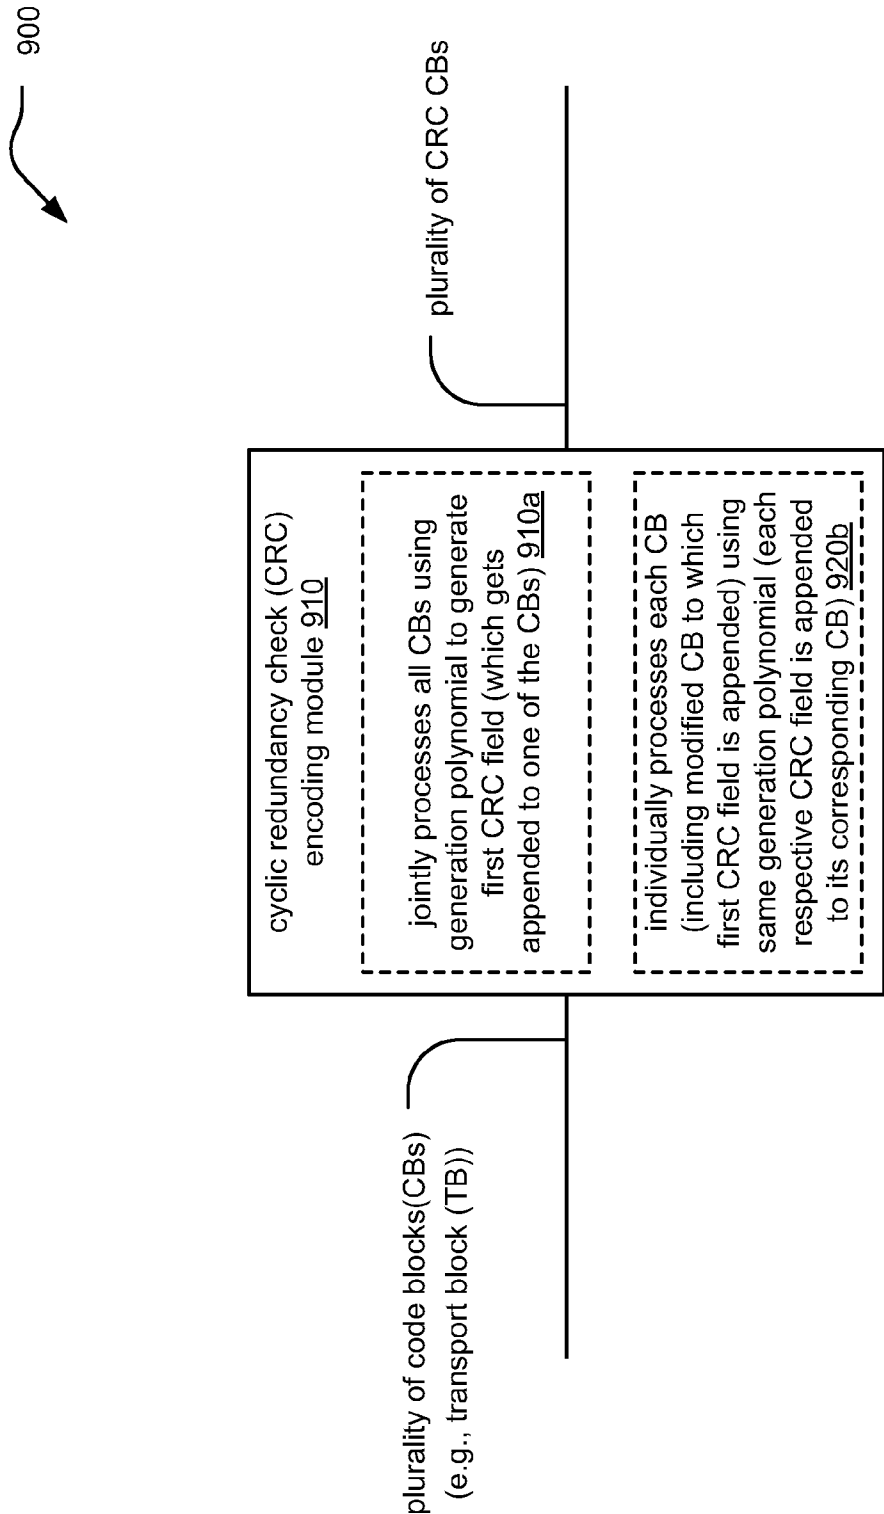 900
plurality of code blocks(CBs)
(e.g., transport block (TB))
cyclic redundancy check (CRC)
encoding module 910
jointly processes all CBs using
generation polynomial to generate
first CRC field (which gets
appended to one of the CBs) 910a
individually processes each CB
(including modified CB to which
first CRC field is appended) using
same generation polynomial (each
respective CRC field is appended
to its corresponding CB) 920b
plurality of CRC CBs